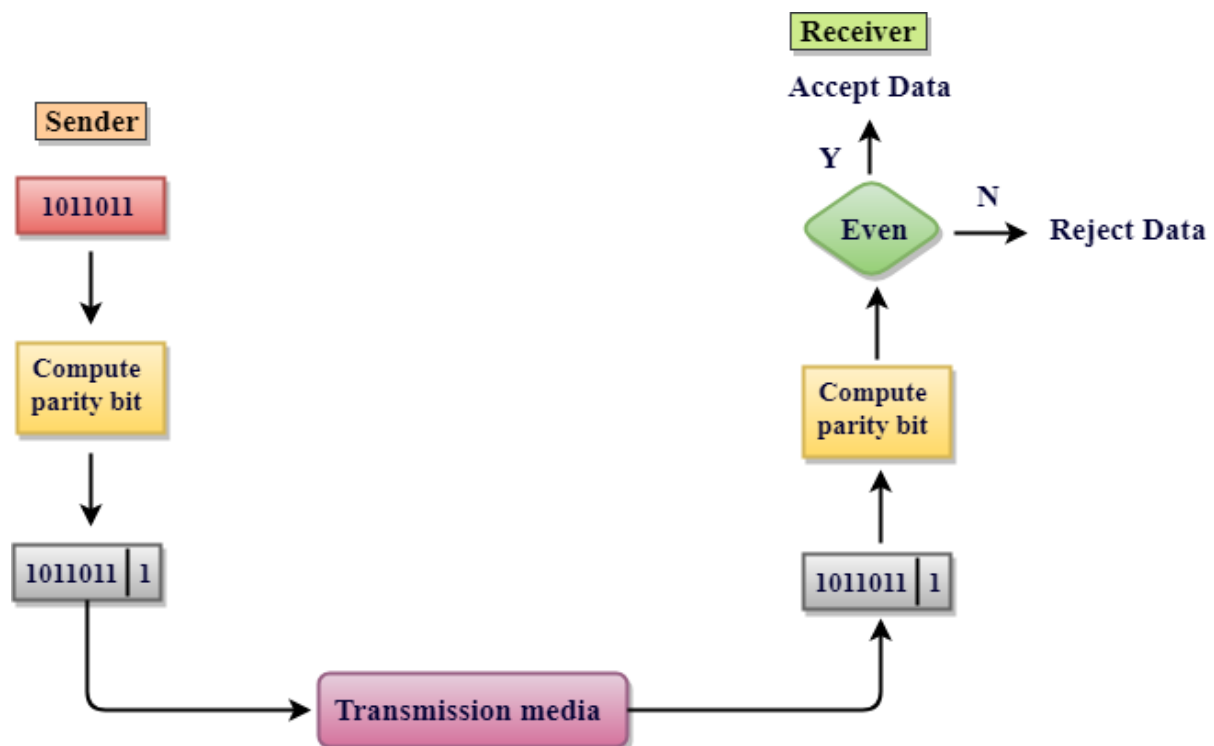 Sender
1011011
Compute
parity bit
1011011 | 1
Transmission media
1011011 | 1
Compute
parity bit
Even
Y
N
Accept Data
Reject Data
Receiver